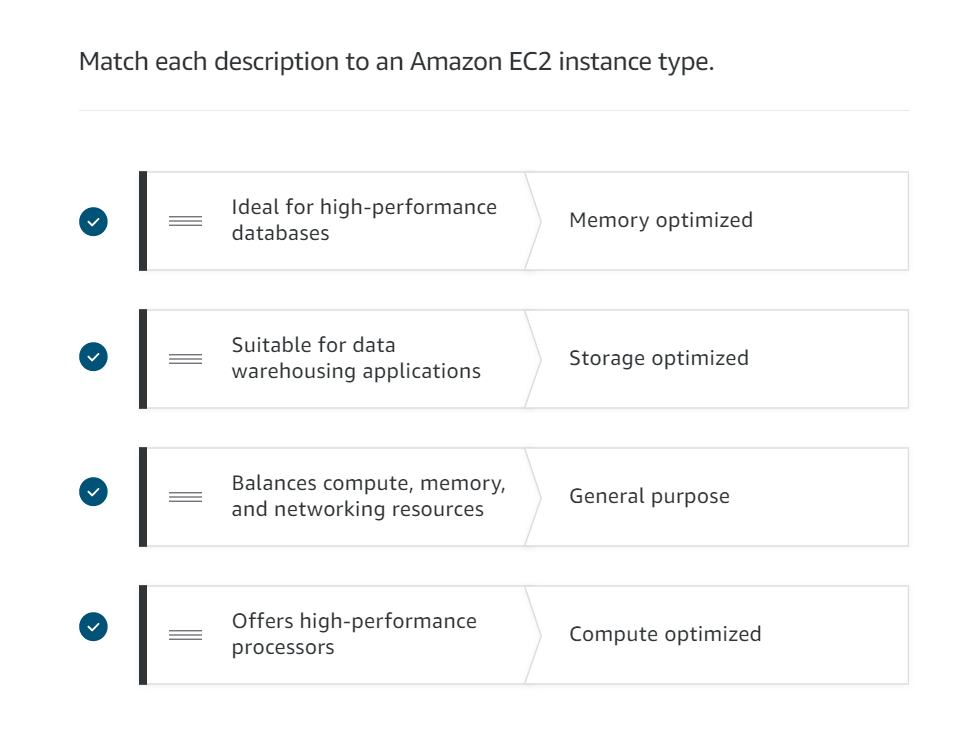 Match each description to an Amazon EC2 instance type.
Ideal for high-performance
databases
Memory optimized
Suitable for data
warehousing applications
Storage optimized
Balances compute, memory,
and networking resources
General purpose
Offers high-performance
processors
Compute optimized